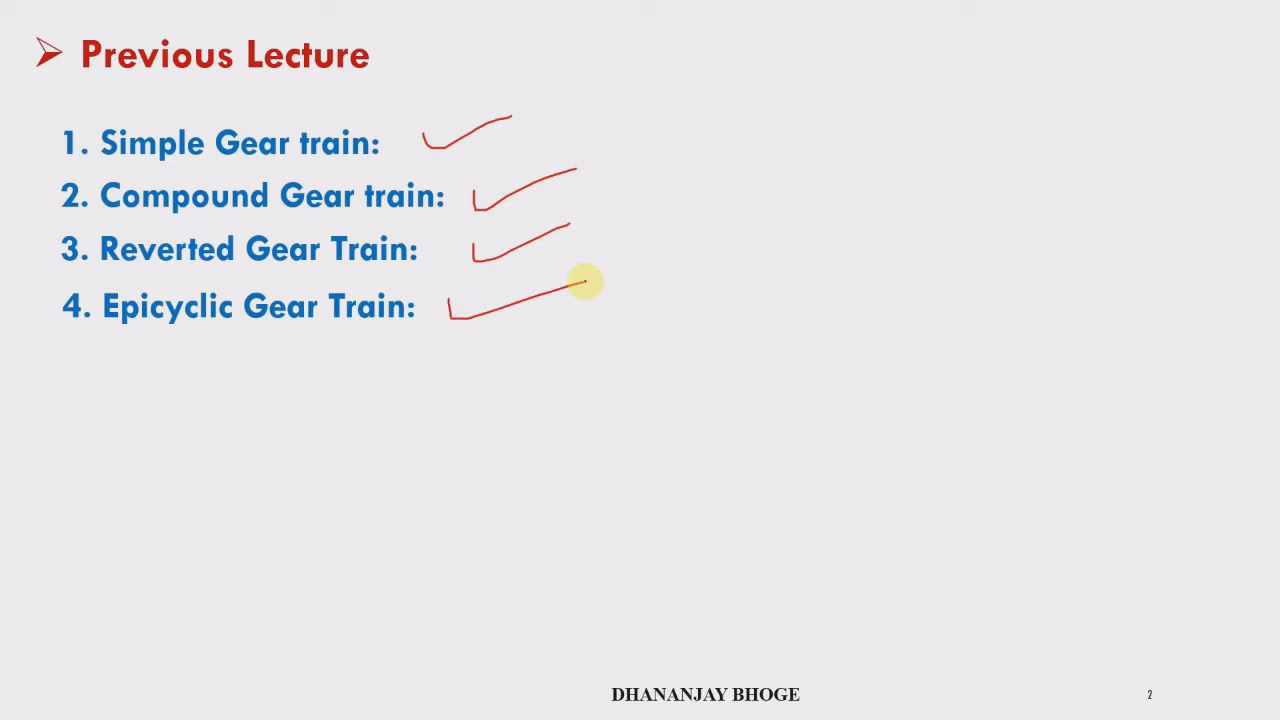 Previous Lecture
1. Simple Gear train:
2. Compound Gear train:
3. Reverted Gear Train:
4. Epicyclic Gear Train:
DHANANJAY BHOGE
2